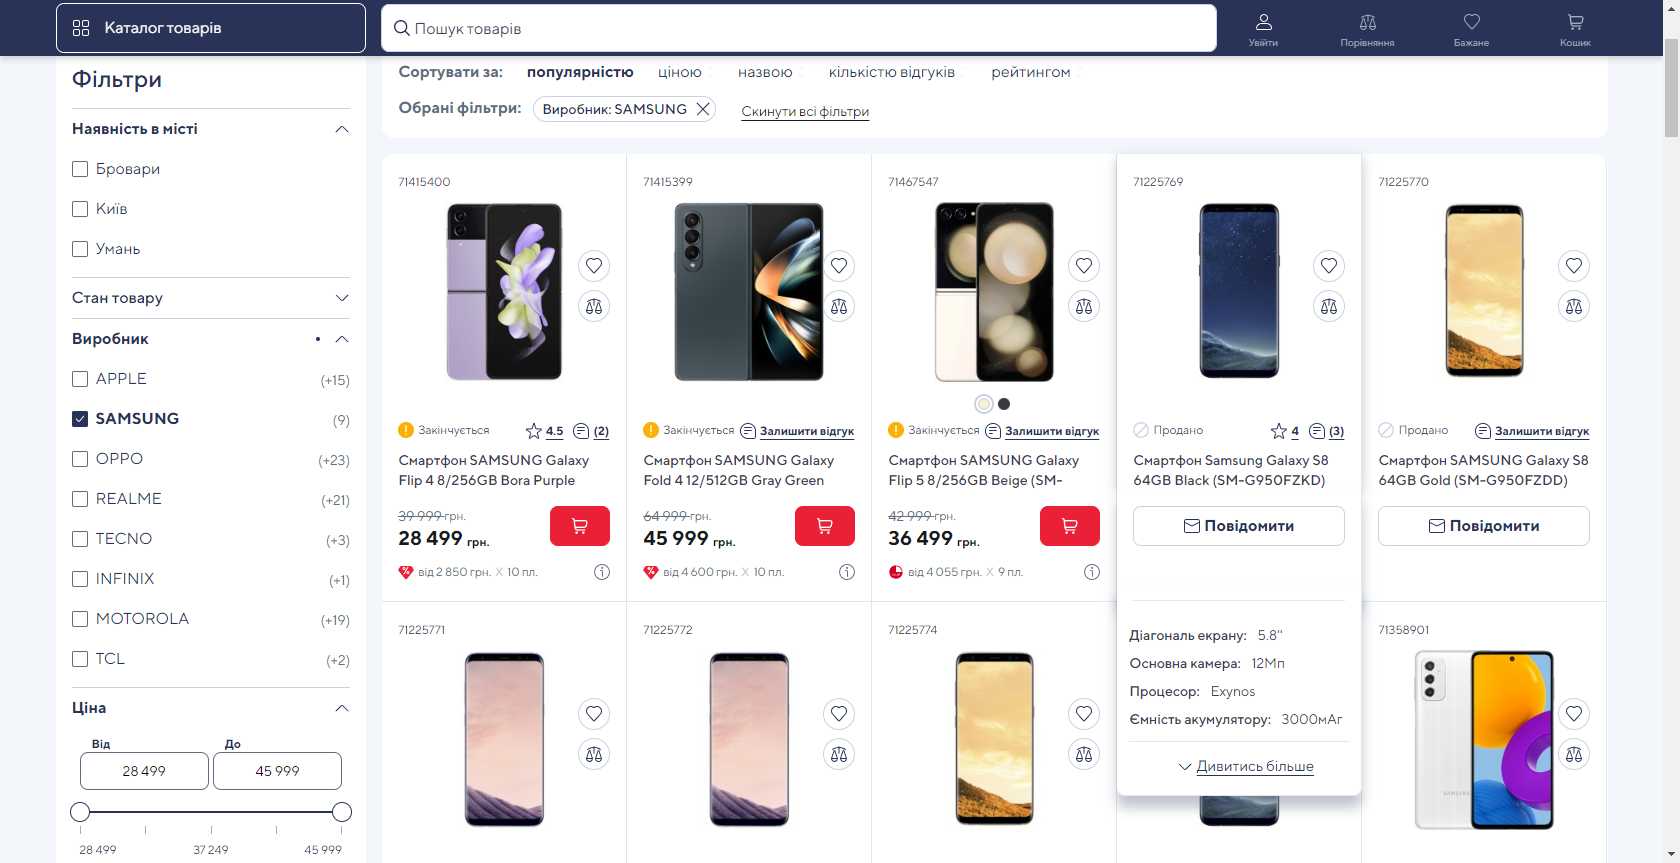 Каталог товарів
Пошук товарів
Увійти
Порівняння
Бажане
Кошик
Фільтри
Наявність в місті
Бровари
Київ
Умань
Стан товару
Виробник
APPLE (+15)
SAMSUNG (9)
OPPO (+23)
REALME (+21)
TECNO (+3)
INFINIX (+1)
MOTOROLA (+19)
TCL (+2)
Ціна
Від До
28 499 45 999
28 499 37 249 45 999
Сортувати за: популярністю ціною назвою кількістю відгуків рейтингом
Обрані фільтри: Виробник: SAMSUNG Скинути всі фільтри
71415400
Закінчується 4.5 (2)
Смартфон SAMSUNG Galaxy
Flip 4 8/256GB Bora Purple
39 999 грн.
28 499 грн.
від 2 850 грн. X 10 пл.
71415399
Закінчується Залишити відгук
Смартфон SAMSUNG Galaxy
Fold 4 12/512GB Gray Green
64 999 грн.
45 999 грн.
від 4 600 грн. X 10 пл.
71467547
Закінчується Залишити відгук
Смартфон SAMSUNG Galaxy
Flip 5 8/256GB Beige (SM-
42 999 грн.
36 499 грн.
від 4 055 грн. X 9 пл.
71225769
Продано 4 (3)
Смартфон Samsung Galaxy S8
64GB Black (SM-G950FZKD)
Повідомити
Діагональ екрану: 5.8"
Основна камера: 12Мп
Процесор: Exynos
Ємність акумулятору: 3000мАг
Дивитись більше
71225770
Продано Залишити відгук
Смартфон SAMSUNG Galaxy S8
64GB Gold (SM-G950FZDD)
Повідомити
71225771
71225772
71225774
71358901
SAMSUNG